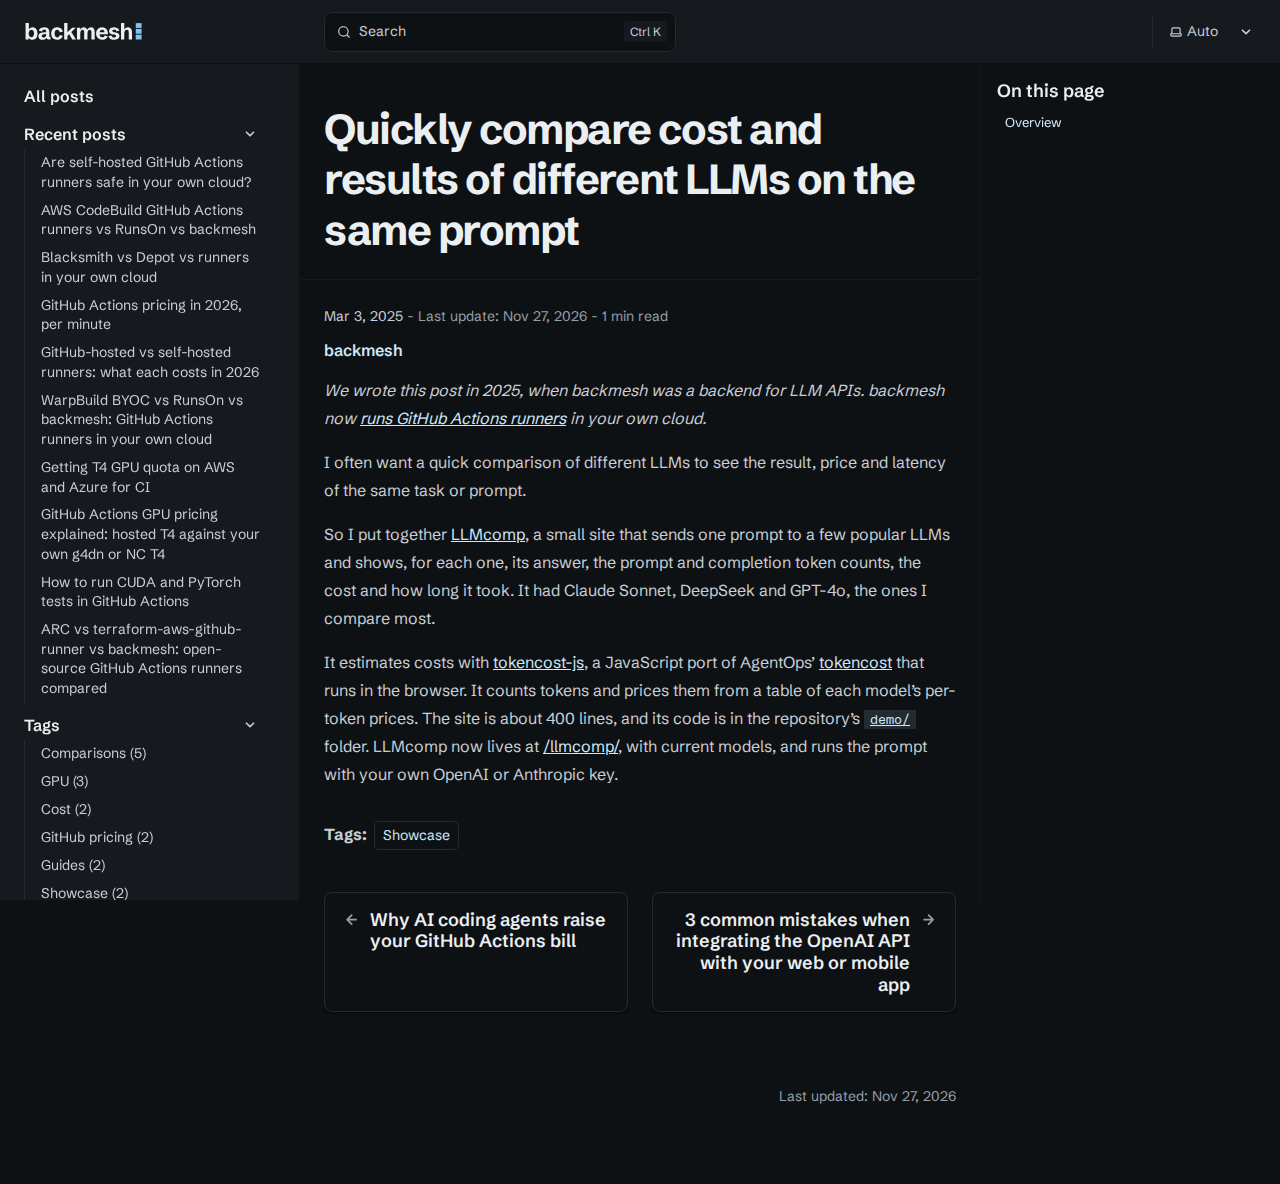 backmesh
Search
Ctrl K
Auto
All posts
Recent posts
Are self-hosted GitHub Actions
runners safe in your own cloud?
AWS CodeBuild GitHub Actions
runners vs RunsOn vs backmesh
Blacksmith vs Depot vs runners
in your own cloud
GitHub Actions pricing in 2026,
per minute
GitHub-hosted vs self-hosted
runners: what each costs in 2026
WarpBuild BYOC vs RunsOn vs
backmesh: GitHub Actions
runners in your own cloud
Getting T4 GPU quota on AWS
and Azure for CI
GitHub Actions GPU pricing
explained: hosted T4 against your
own g4dn or NC T4
How to run CUDA and PyTorch
tests in GitHub Actions
ARC vs terraform-aws-github-
runner vs backmesh: open-
source GitHub Actions runners
compared
Tags
Comparisons (5)
GPU (3)
Cost (2)
GitHub pricing (2)
Guides (2)
Showcase (2)
Quickly compare cost and
results of different LLMs on the
same prompt
Mar 3, 2025 - Last update: Nov 27, 2026 - 1 min read
backmesh
We wrote this post in 2025, when backmesh was a backend for LLM APIs. backmesh
now runs GitHub Actions runners in your own cloud.
I often want a quick comparison of different LLMs to see the result, price and latency
of the same task or prompt.
So I put together LLMcomp, a small site that sends one prompt to a few popular LLMs
and shows, for each one, its answer, the prompt and completion token counts, the
cost and how long it took. It had Claude Sonnet, DeepSeek and GPT-4o, the ones I
compare most.
It estimates costs with tokencost-js, a JavaScript port of AgentOps’ tokencost that
runs in the browser. It counts tokens and prices them from a table of each model’s per-
token prices. The site is about 400 lines, and its code is in the repository’s demo/
folder. LLMcomp now lives at /llmcomp/, with current models, and runs the prompt
with your own OpenAI or Anthropic key.
Tags: Showcase
Why AI coding agents raise
your GitHub Actions bill
3 common mistakes when
integrating the OpenAI API
with your web or mobile
app
Last updated: Nov 27, 2026
On this page
Overview